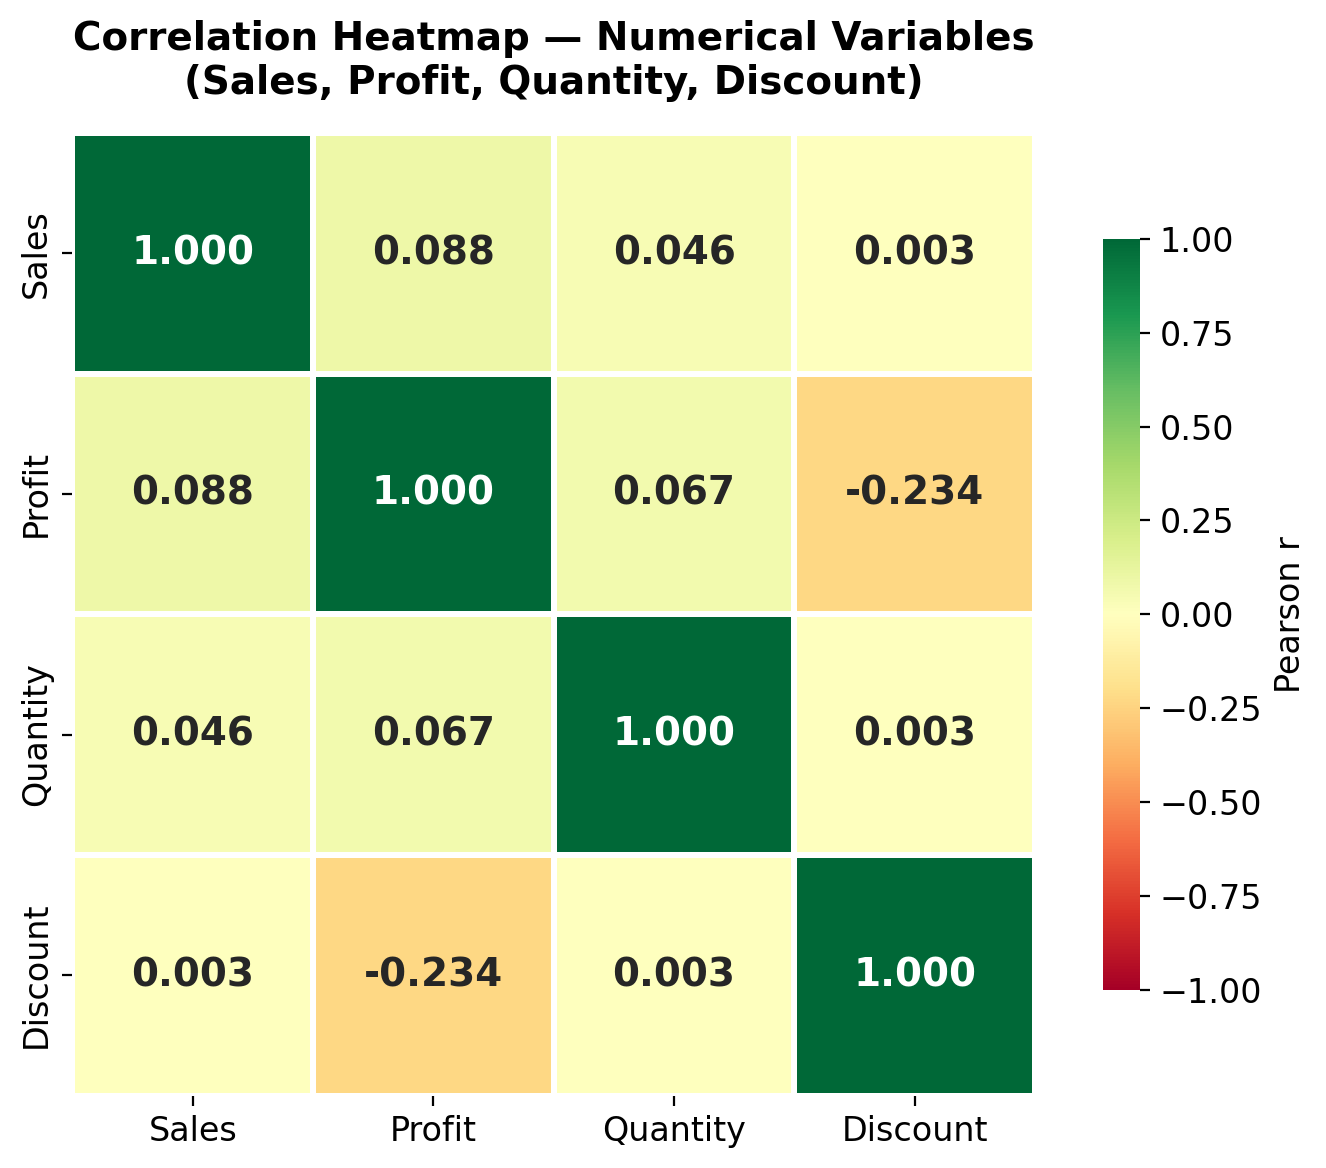 Correlation Heatmap — Numerical Variables
(Sales, Profit, Quantity, Discount)
Sales
1.000 0.088 0.046 0.003
Profit
0.088 1.000 0.067 -0.234
Quantity
0.046 0.067 1.000 0.003
Discount
0.003 -0.234 0.003 1.000
Sales Profit Quantity Discount
1.00
0.75
0.50
0.25
0.00
−0.25
−0.50
−0.75
−1.00
Pearson r